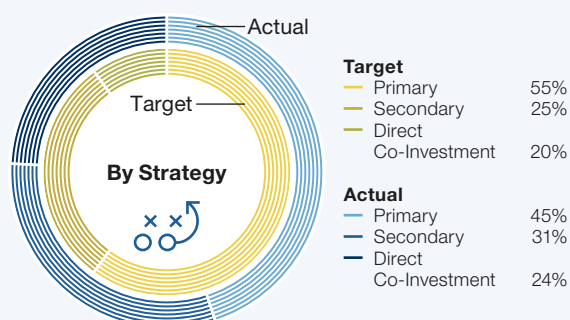 Actual
Target
By Strategy
Target
Primary 55%
Secondary 25%
Direct
Co-Investment 20%
Actual
Primary 45%
Secondary 31%
Direct
Co-Investment 24%